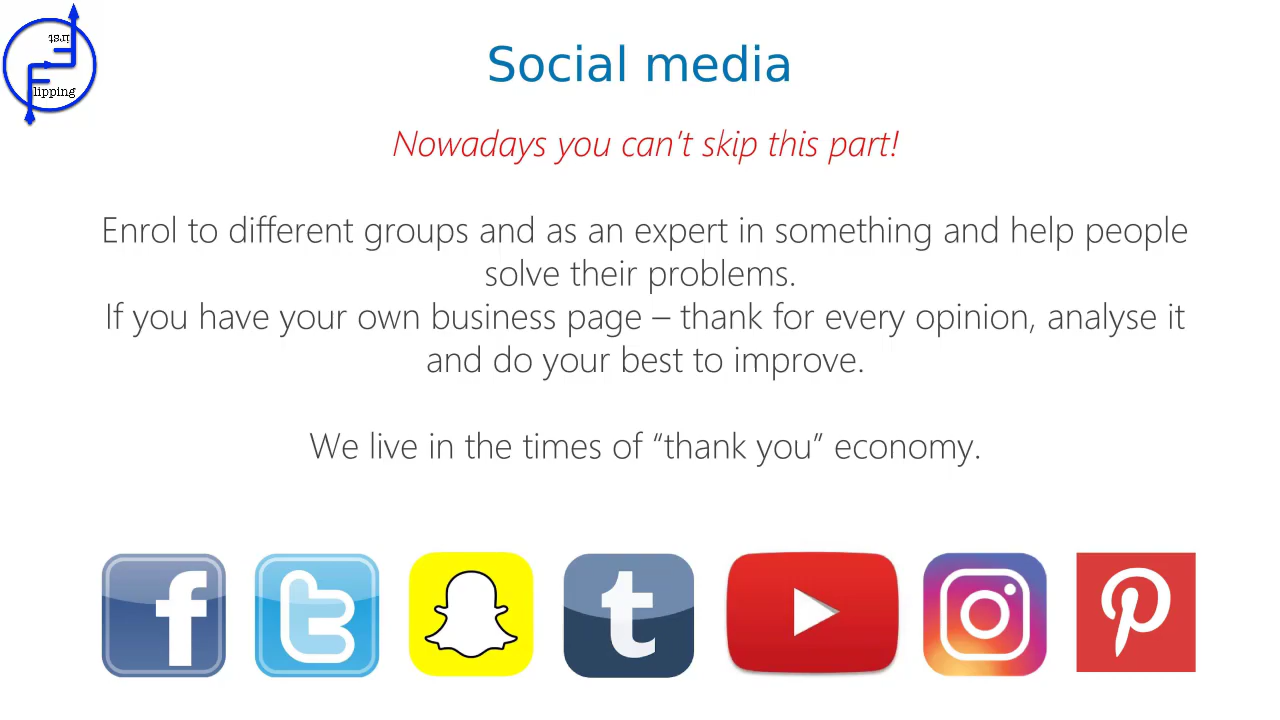 irst
lipping
Social media
Nowadays you can't skip this part!
Enrol to different groups and as an expert in something and help people
solve their problems.
If you have your own business page – thank for every opinion, analyse it
and do your best to improve.
We live in the times of “thank you” economy.